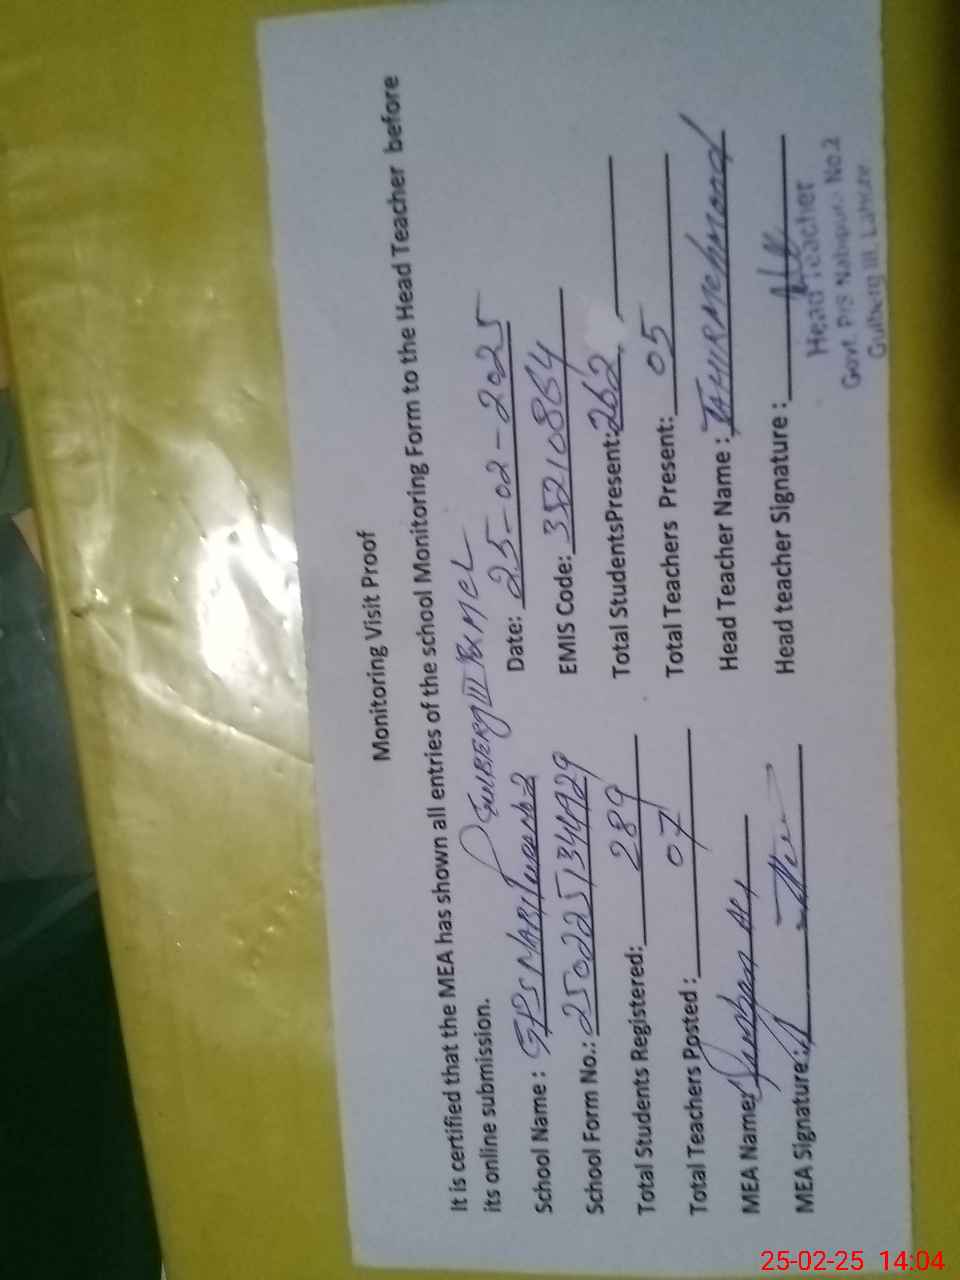 Monitoring Visit Proof
It is certified that the MEA has shown all entries of the school Monitoring Form to the Head Teacher before
its online submission.
GULBERG III
School Name : GPS NABIPURA No 2 Date: 25-02-2025
School Form No.: 250225134929 EMIS Code: 35210864
Total Students Registered: 289 Total StudentsPresent: 262
Total Teachers Posted : 07 Total Teachers Present: 05
MEA Name: Head Teacher Name : TAHIR Mehmood
MEA Signature: Head teacher Signature :
Head Teacher
Govt. P/S Nabipura No.2
Gulberg III, Lahore
25-02-25 14:04